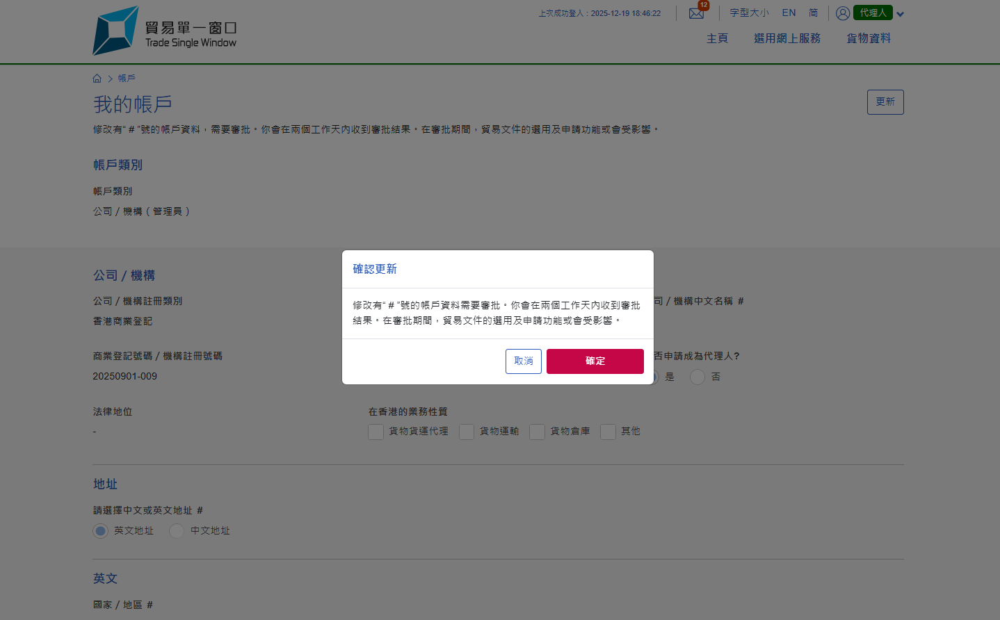 上次成功登入：2025-12-19 18:46:22
12
字型大小
EN
简
代理人
貿易單一窗口
Trade Single Window
主頁
選用網上服務
貨物資料
帳戶
我的帳戶
更新
修改有“ # ”號的帳戶資料，需要審批。你會在兩個工作天內收到審批結果。在審批期間，貿易文件的選用及申請功能或會受影響。
帳戶類別
帳戶類別
公司 / 機構 ( 管理員 )
確認更新
修改有“ # ”號的帳戶資料需要審批。你會在兩個工作天內收到審批
結果。在審批期間，貿易文件的選用及申請功能或會受影響。
取消
確定
公司 / 機構
公司 / 機構註冊類別
司 / 機構中文名稱 #
香港商業登記
商業登記號碼 / 機構註冊號碼
否申請成為代理人?
20250901-009
是
否
法律地位
在香港的業務性質
-
貨物貨運代理
貨物運輸
貨物倉庫
其他
地址
請選擇中文或英文地址 #
英文地址
中文地址
英文
國家 / 地區 #